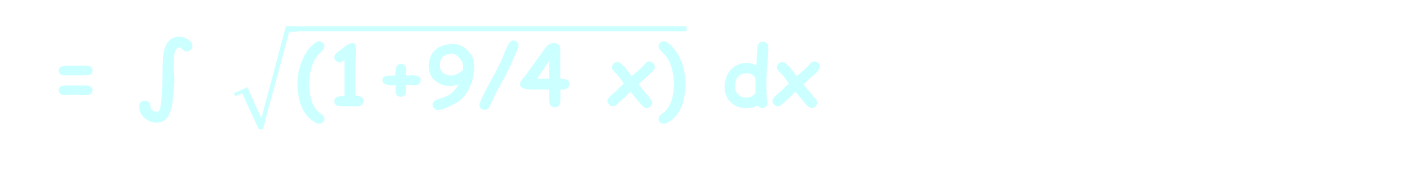 = ∫ √(1+9/4 x) dx